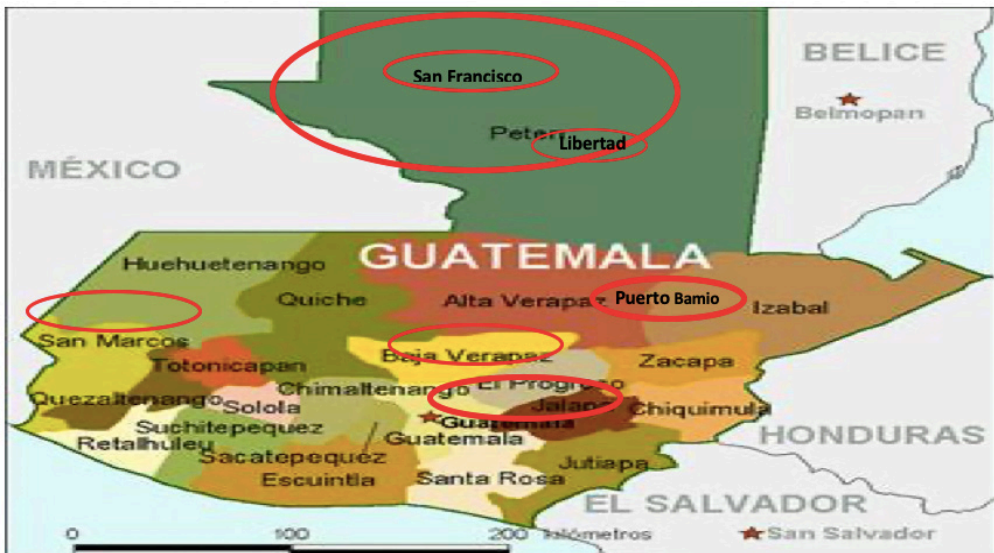 BELICE
San Francisco
Belmopan
Peten
Libertad
MÉXICO
GUATEMALA
Huehuetenango
Quiche
Alta Verapaz
Puerto Bamio
Izabal
San Marcos
Baja Verapaz
Zacapa
Totonicapan
Chimaltenango
El Progreso
Quezaltenango
Solola
Jalapa
Chiquimula
Suchitepequez
Guatemala
Retalhuleu
Guatemala
HONDURAS
Sacatepequez
Jutiapa
Escuintla
Santa Rosa
EL SALVADOR
0 100 200 kilómetros
San Salvador